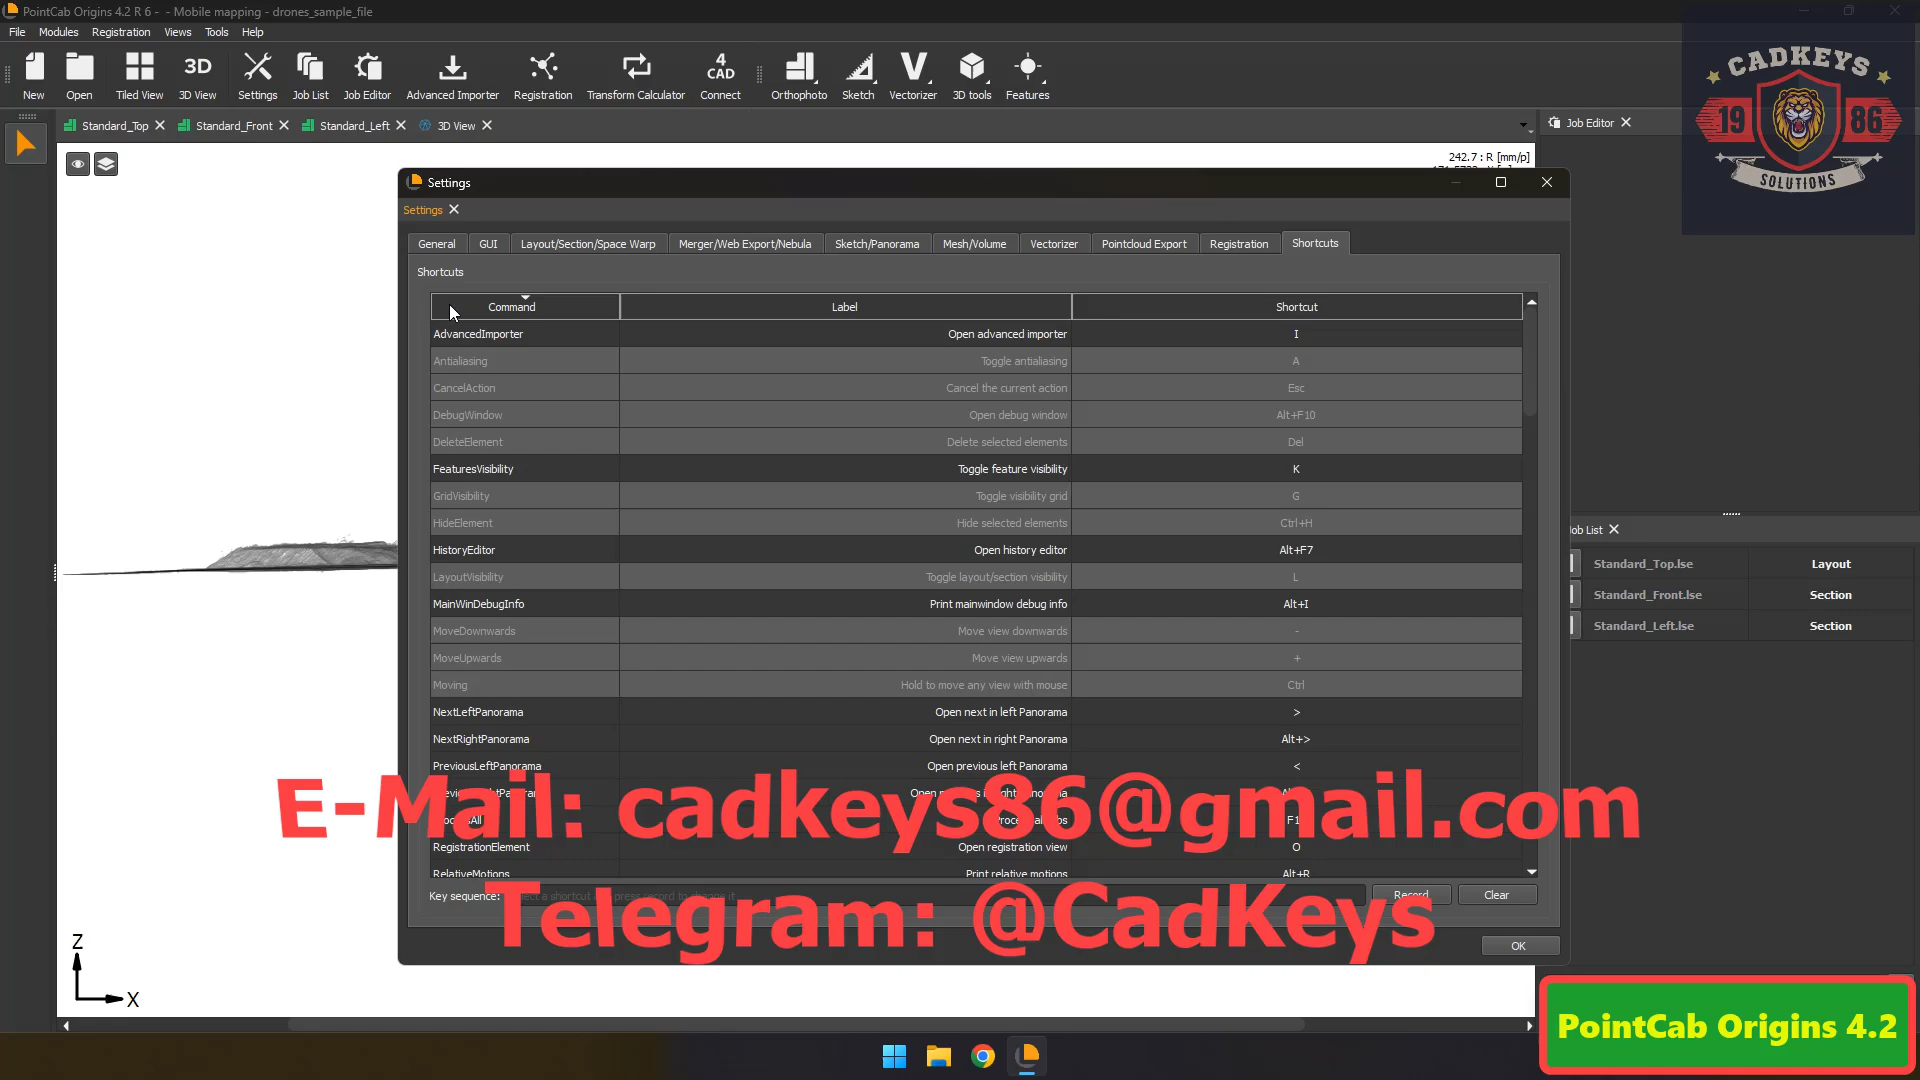 PointCab Origins 4.2 R 6 - - Mobile mapping - drones_sample_file
File Modules Registration Views Tools Help
3D 4 CAD
New Open Tiled View 3D View Settings Job List Job Editor Advanced Importer Registration Transform Calculator Connect Orthophoto Sketch Vectorizer 3D tools Features
CADKEYS
1986
SOLUTIONS
Standard_Top Standard_Front Standard_Left 3D View
Job Editor
242.7 : R [mm/p]
Settings
Settings
General GUI Layout/Section/Space Warp Merger/Web Export/Nebula Sketch/Panorama Mesh/Volume Vectorizer Pointcloud Export Registration Shortcuts
Shortcuts
Command Label Shortcut
AdvancedImporter Open advanced importer I
Antialiasing Toggle antialiasing A
CancelAction Cancel the current action Esc
DebugWindow Open debug window Alt+F10
DeleteElement Delete selected elements Del
FeaturesVisibility Toggle feature visibility K
GridVisibility Toggle visibility grid G
HideElement Hide selected elements Ctrl+H
HistoryEditor Open history editor Alt+F7
LayoutVisibility Toggle layout/section visibility L
MainWinDebugInfo Print mainwindow debug info Alt+I
MoveDownwards Move view downwards -
MoveUpwards Move view upwards +
Moving Hold to move any view with mouse Ctrl
NextLeftPanorama Open next in left Panorama >
NextRightPanorama Open next in right Panorama Alt+>
PreviousLeftPanorama Open previous left Panorama <
RegistrationElement Open registration view O
RelativeMotions Print relative motions Alt+R
Key sequence: Record Clear
OK
Job List
Standard_Top.lse Layout
Standard_Front.lse Section
Standard_Left.lse Section
E-Mail: cadkeys86@gmail.com
Telegram: @CadKeys
Z
X
PointCab Origins 4.2